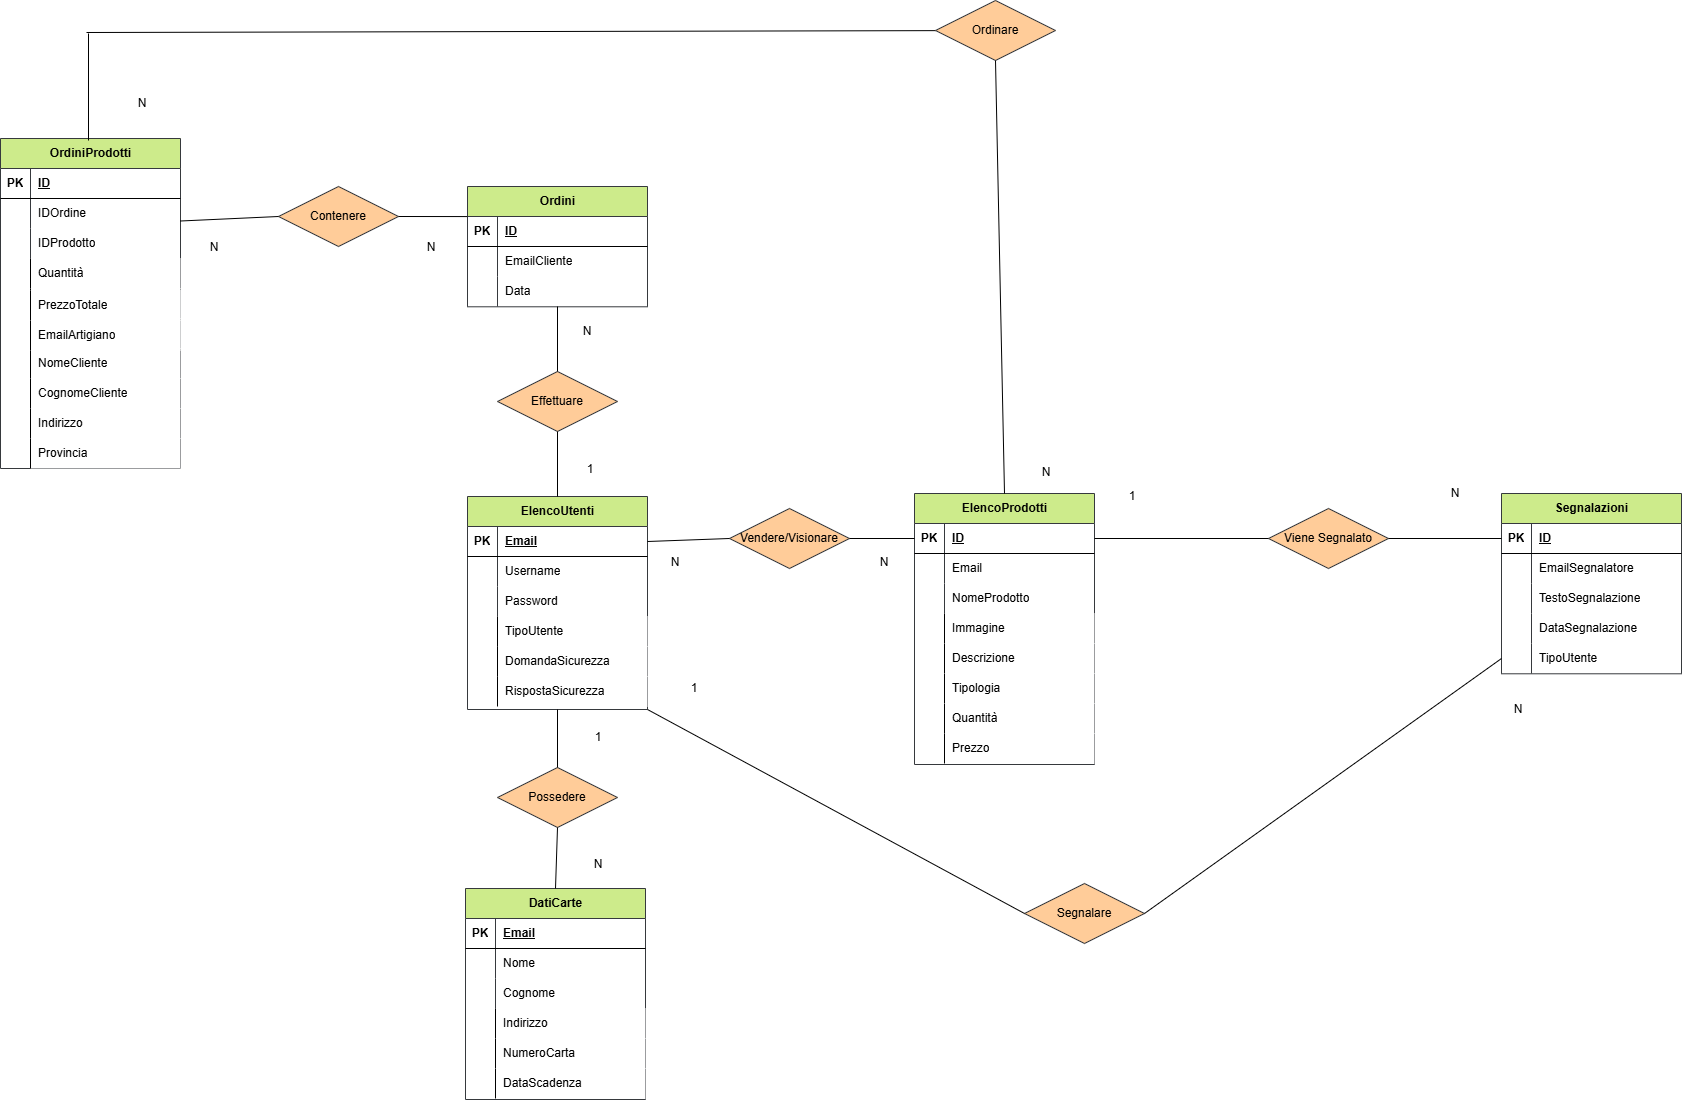 Ordinare
N
OrdiniProdotti
PK ID
IDOrdine
IDProdotto
Quantità
PrezzoTotale
EmailArtigiano
NomeCliente
CognomeCliente
Indirizzo
Provincia
Contenere
N
N
Ordini
PK ID
EmailCliente
Data
N
Effettuare
1
ElencoUtenti
PK Email
Username
Password
TipoUtente
DomandaSicurezza
RispostaSicurezza
Vendere/Visionare
N
N
N
ElencoProdotti
PK ID
Email
NomeProdotto
Immagine
Descrizione
Tipologia
Quantità
Prezzo
1
Viene Segnalato
N
Segnalazioni
PK ID
EmailSegnalatore
TestoSegnalazione
DataSegnalazione
TipoUtente
1
N
Segnalare
1
Possedere
N
DatiCarte
PK Email
Nome
Cognome
Indirizzo
NumeroCarta
DataScadenza